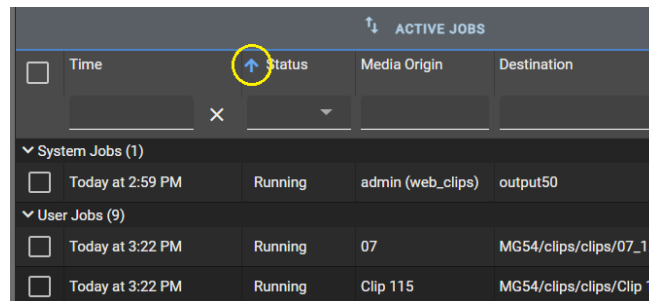 ACTIVE JOBS
Time Status Media Origin Destination
System Jobs (1)
Today at 2:59 PM Running admin (web_clips) output50
User Jobs (9)
Today at 3:22 PM Running 07 MG54/clips/clips/07_1
Today at 3:22 PM Running Clip 115 MG54/clips/clips/Clip